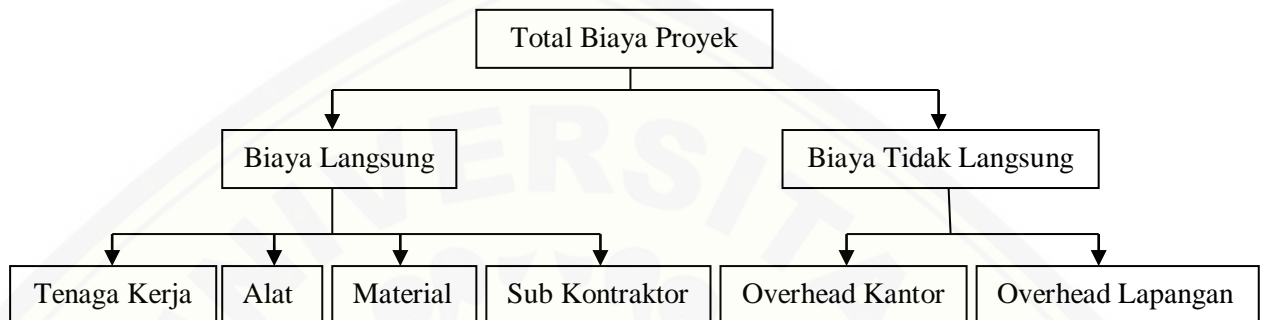 Total Biaya Proyek
Biaya Langsung
Biaya Tidak Langsung
Tenaga Kerja
Alat
Material
Sub Kontraktor
Overhead Kantor
Overhead Lapangan